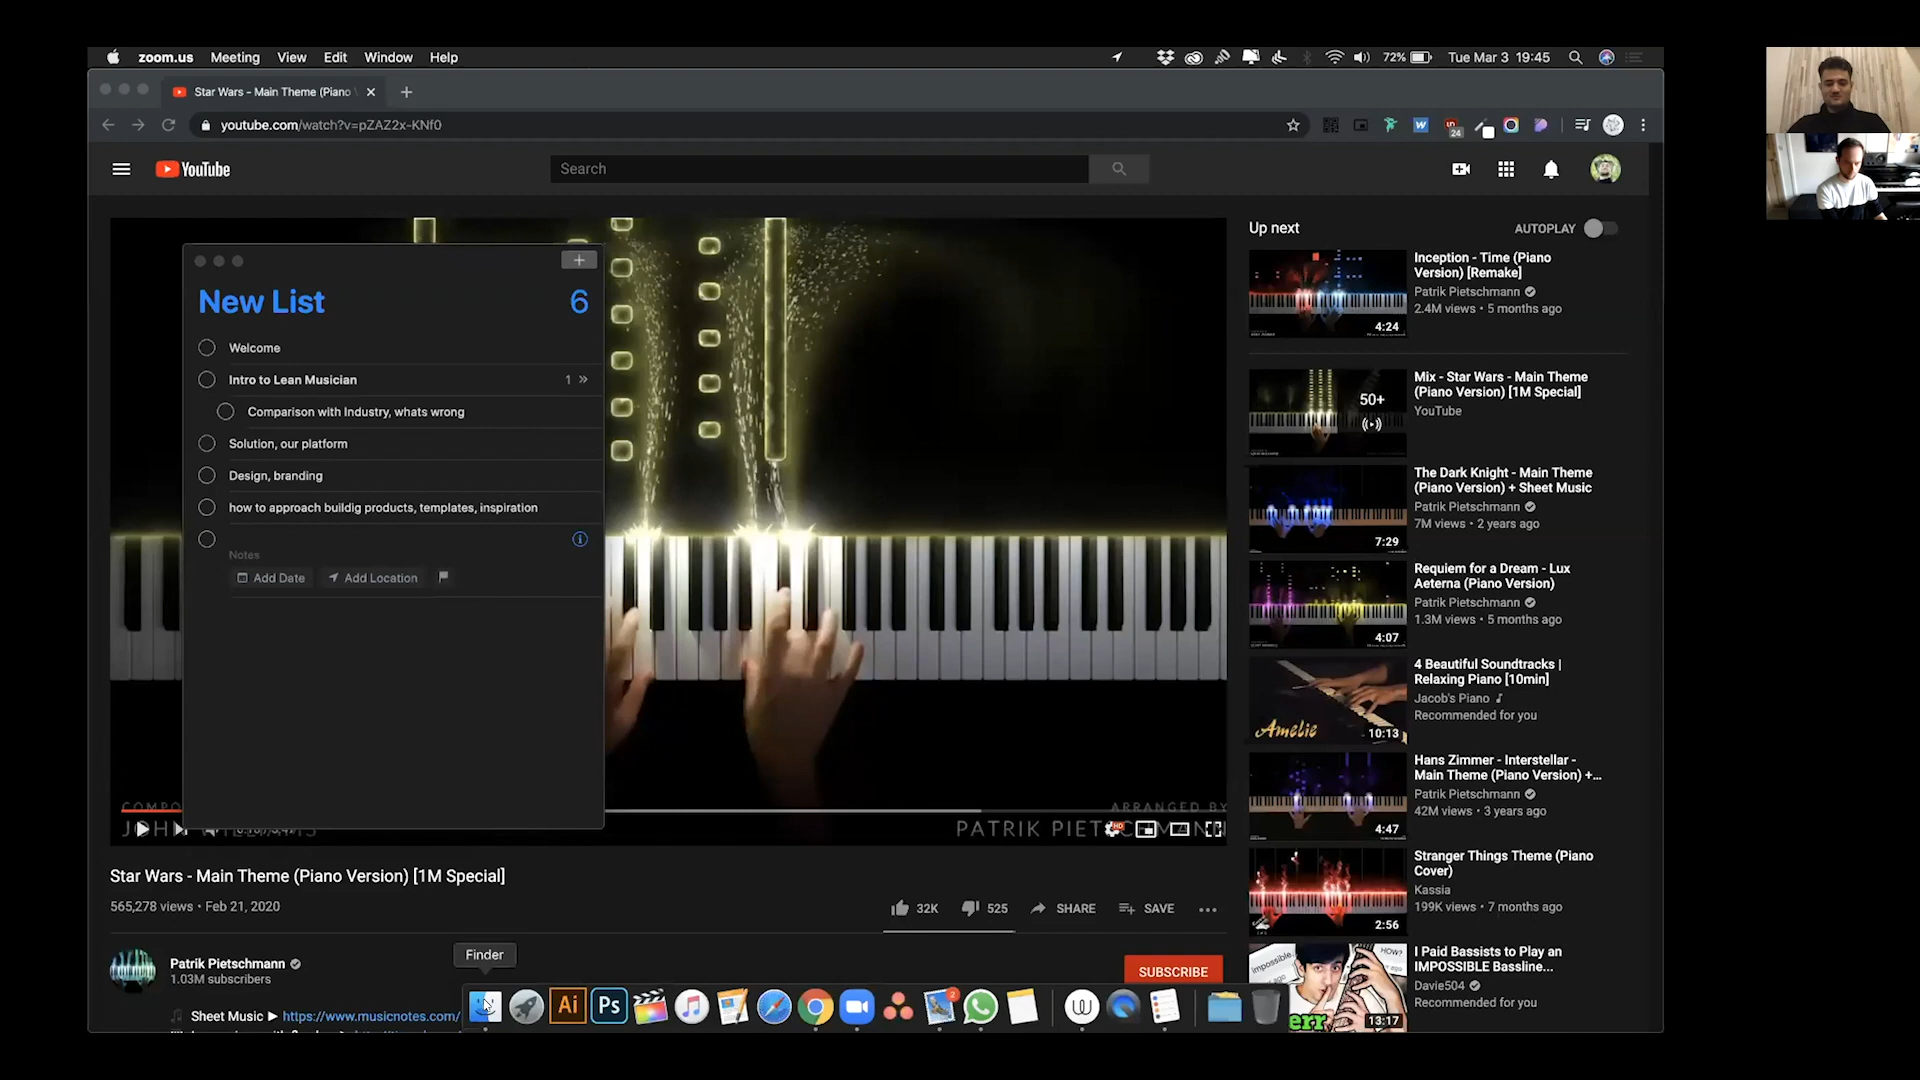 zoom.us Meeting View Edit Window Help
72% Tue Mar 3 19:45
Star Wars - Main Theme (Piano
youtube.com/watch?v=pZAZ2x-KNf0
24
YouTube
Search
Up next
AUTOPLAY
New List 6
Welcome
Intro to Lean Musician 1
Comparison with Industry, whats wrong
Solution, our platform
Design, branding
how to approach buildig products, templates, inspiration
Notes
Add Date Add Location
COMPO
JOHN
ARRANGED BY
PATRIK PIETSCHMANN
Star Wars - Main Theme (Piano Version) [1M Special]
565,278 views • Feb 21, 2020
32K 525 SHARE SAVE
Patrik Pietschmann
1.03M subscribers
SUBSCRIBE
Sheet Music ► https://www.musicnotes.com/
Finder
Ai Ps
2
Inception - Time (Piano
Version) [Remake]
Patrik Pietschmann
2.4M views • 5 months ago
4:24
Mix - Star Wars - Main Theme
(Piano Version) [1M Special]
YouTube
50+
The Dark Knight - Main Theme
(Piano Version) + Sheet Music
Patrik Pietschmann
7M views • 2 years ago
7:29
Requiem for a Dream - Lux
Aeterna (Piano Version)
Patrik Pietschmann
1.3M views • 5 months ago
4:07
4 Beautiful Soundtracks |
Relaxing Piano [10min]
Jacob's Piano
Recommended for you
Amelie
10:13
Hans Zimmer - Interstellar -
Main Theme (Piano Version) +...
Patrik Pietschmann
42M views • 3 years ago
4:47
Stranger Things Theme (Piano
Cover)
Kassia
199K views • 7 months ago
2:56
I Paid Bassists to Play an
IMPOSSIBLE Bassline...
Davie504
Recommended for you
impossible
HOW?
err
13:17